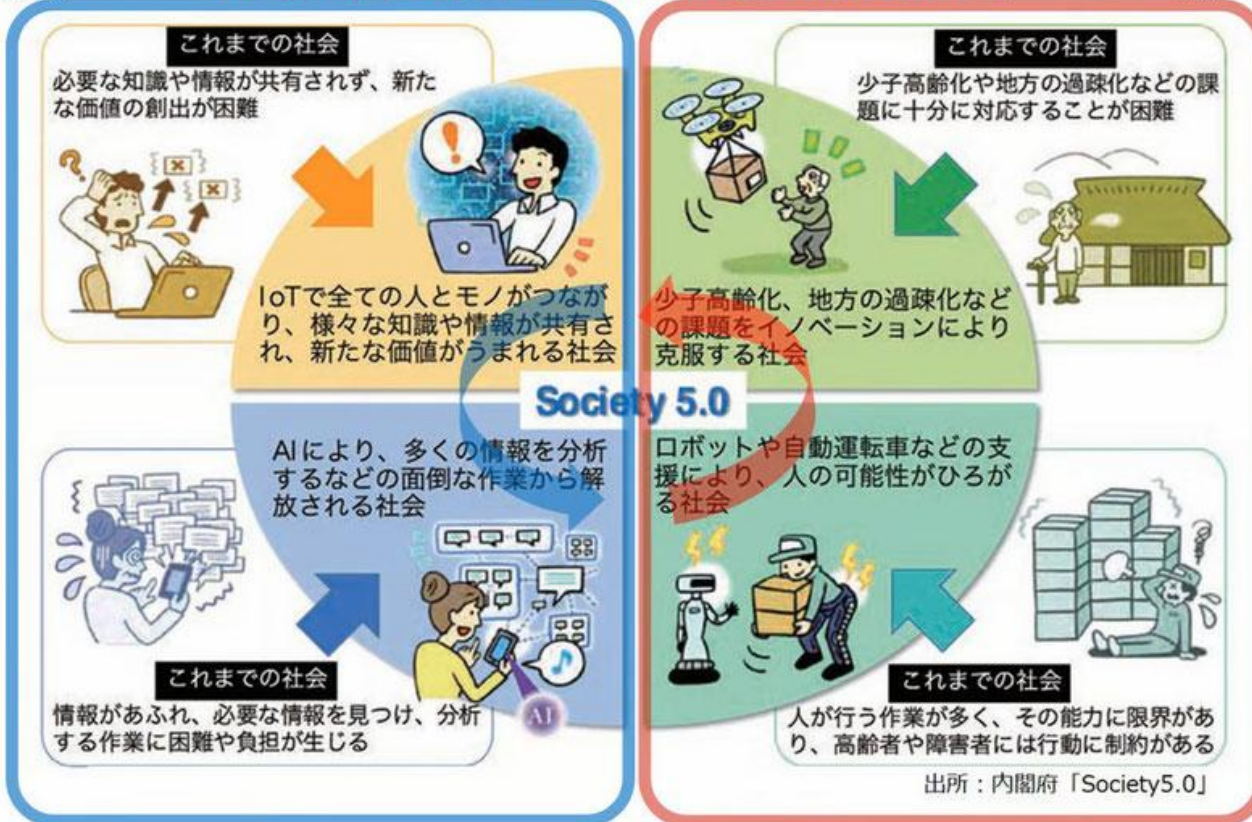 これまでの社会
必要な知識や情報が共有されず、新た
な価値の創出が困難
IoTで全ての人とモノがつなが
り、様々な知識や情報が共有さ
れ、新たな価値がうまれる社会
これまでの社会
少子高齢化や地方の過疎化などの課
題に十分に対応することが困難
少子高齢化、地方の過疎化など
の課題をイノベーションにより
克服する社会
Society 5.0
AIにより、多くの情報を分析
するなどの面倒な作業から解
放される社会
AI
これまでの社会
情報があふれ、必要な情報を見つけ、分析
する作業に困難や負担が生じる
ロボットや自動運転車などの支
援により、人の可能性がひろが
る社会
これまでの社会
人が行う作業が多く、その能力に限界があ
り、高齢者や障害者には行動に制約がある
出所：内閣府「Society5.0」